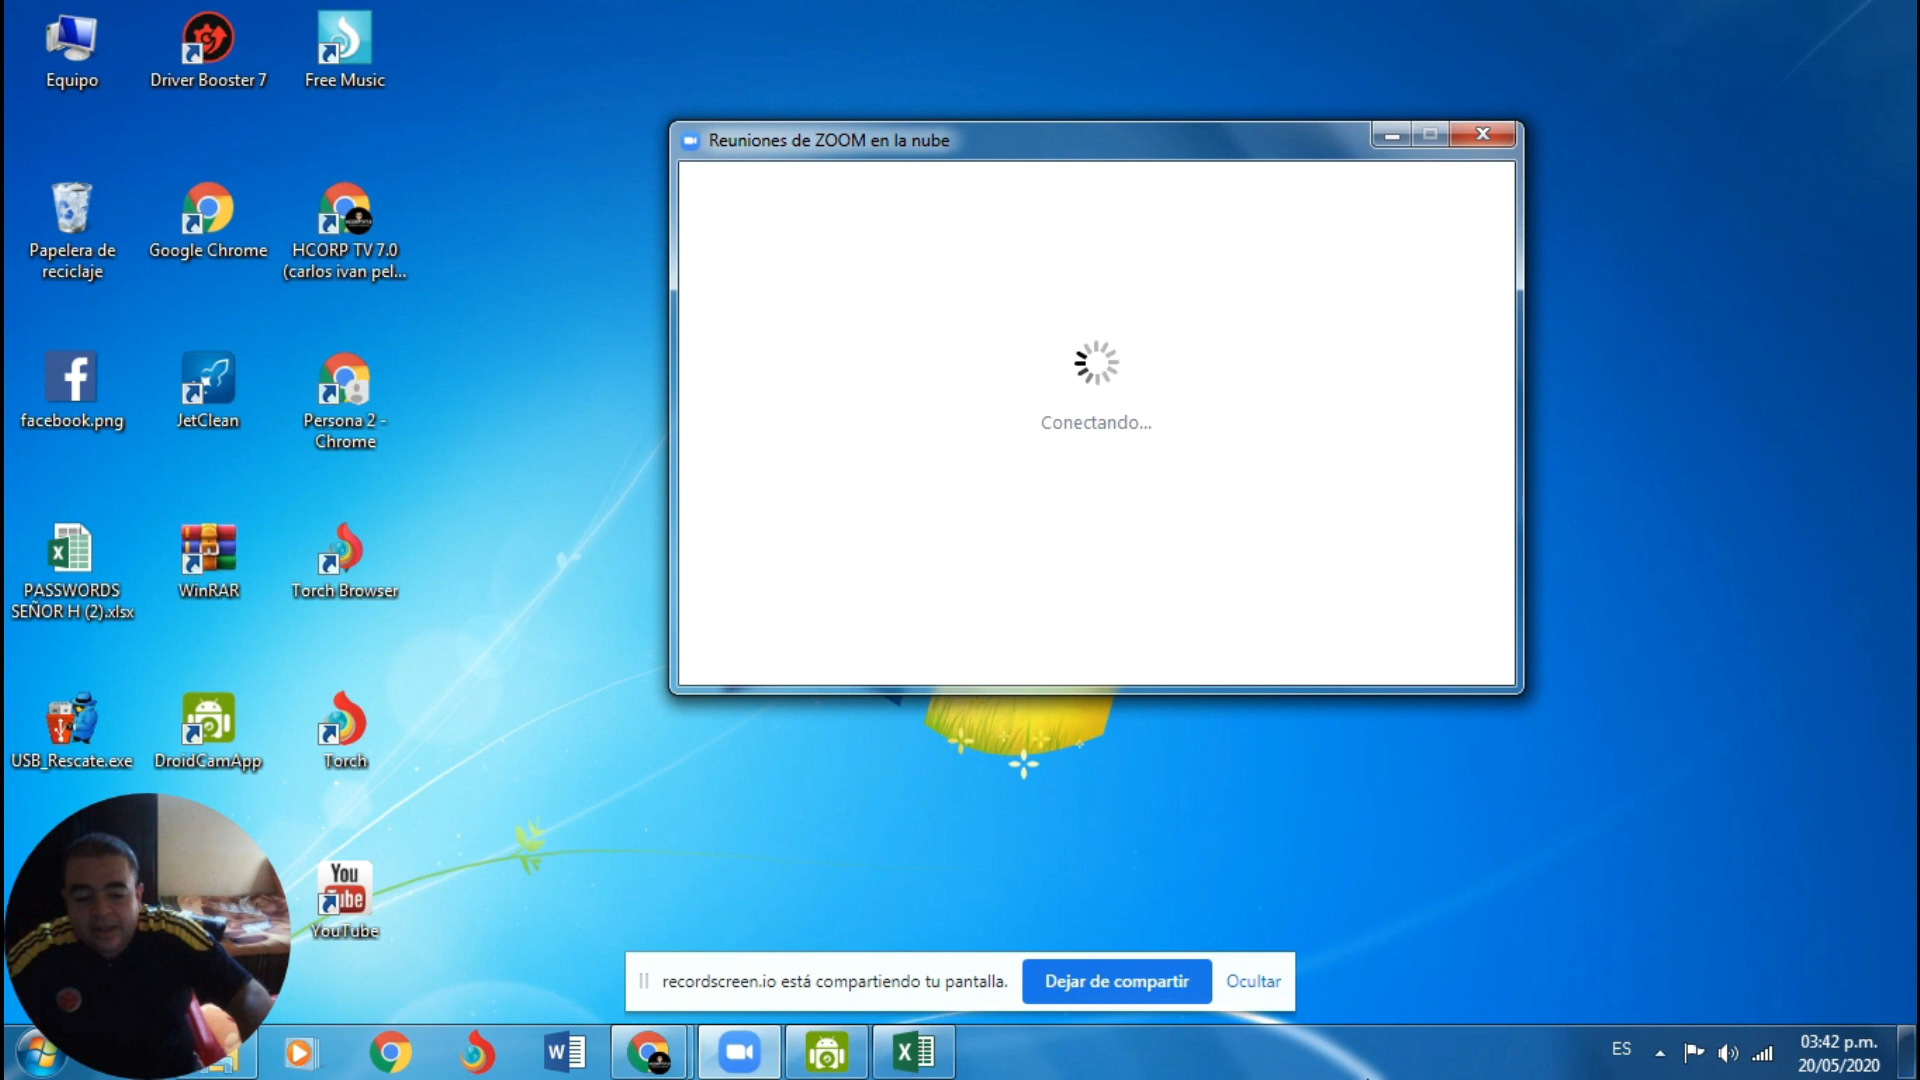 Equipo
Driver Booster 7
Free Music
Reuniones de ZOOM en la nube
Papelera de
reciclaje
Google Chrome
HCORP TV 7.0
(carlos ivan pel...
Conectando...
facebook.png
JetClean
Persona 2 -
Chrome
PASSWORDS
SEÑOR H (2).xlsx
WinRAR
Torch Browser
USB_Rescate.exe
DroidCamApp
Torch
You
Tube
YouTube
recordscreen.io está compartiendo tu pantalla.
Dejar de compartir
Ocultar
ES
03:42 p.m.
20/05/2020